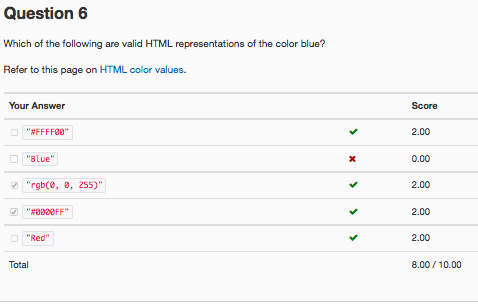 Question 6
Which of the following are valid HTML representations of the color blue?
Refer to this page on HTML color values.
Your Answer Score
"#FFFF00" 2.00
"Blue" 0.00
"rgb(0, 0, 255)" 2.00
"#0000FF" 2.00
"Red" 2.00
Total 8.00 / 10.00